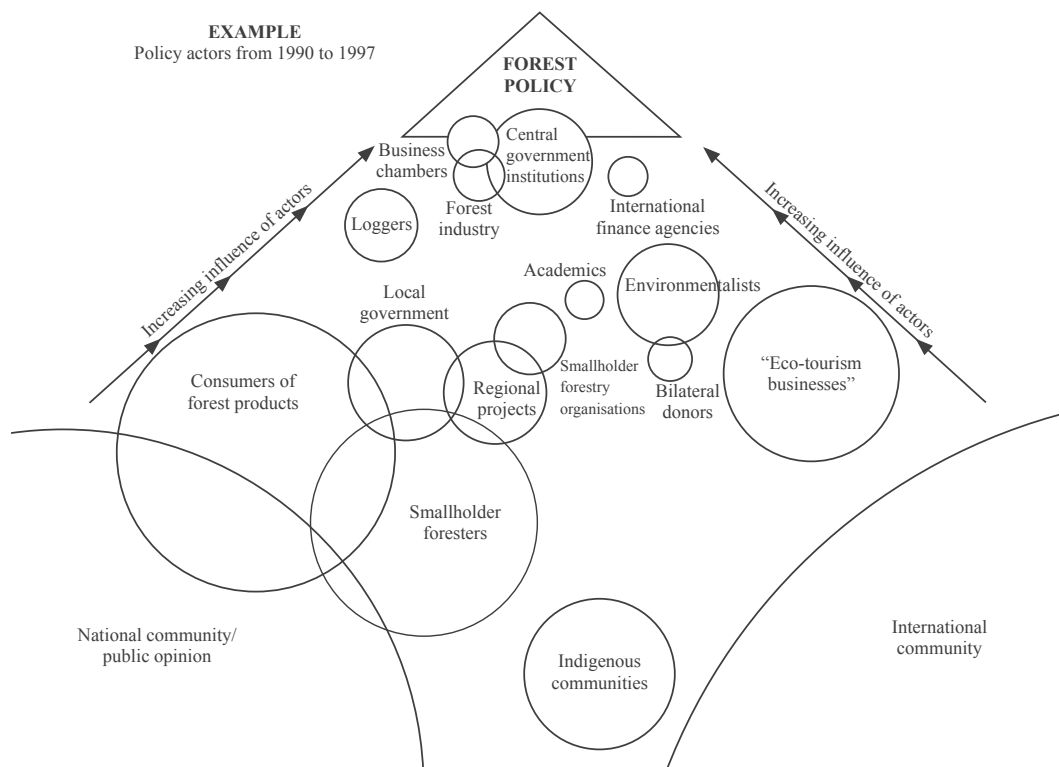 EXAMPLE
Policy actors from 1990 to 1997
FOREST
POLICY
Business
chambers
Central
government
institutions
Loggers
Forest
industry
International
finance agencies
Increasing influence of actors
Increasing influence of actors
Academics
Environmentalists
Local
government
Consumers of
forest products
Regional
projects
Smallholder
forestry
organisations
Bilateral
donors
“Eco-tourism
businesses”
Smallholder
foresters
National community/
public opinion
Indigenous
communities
International
community